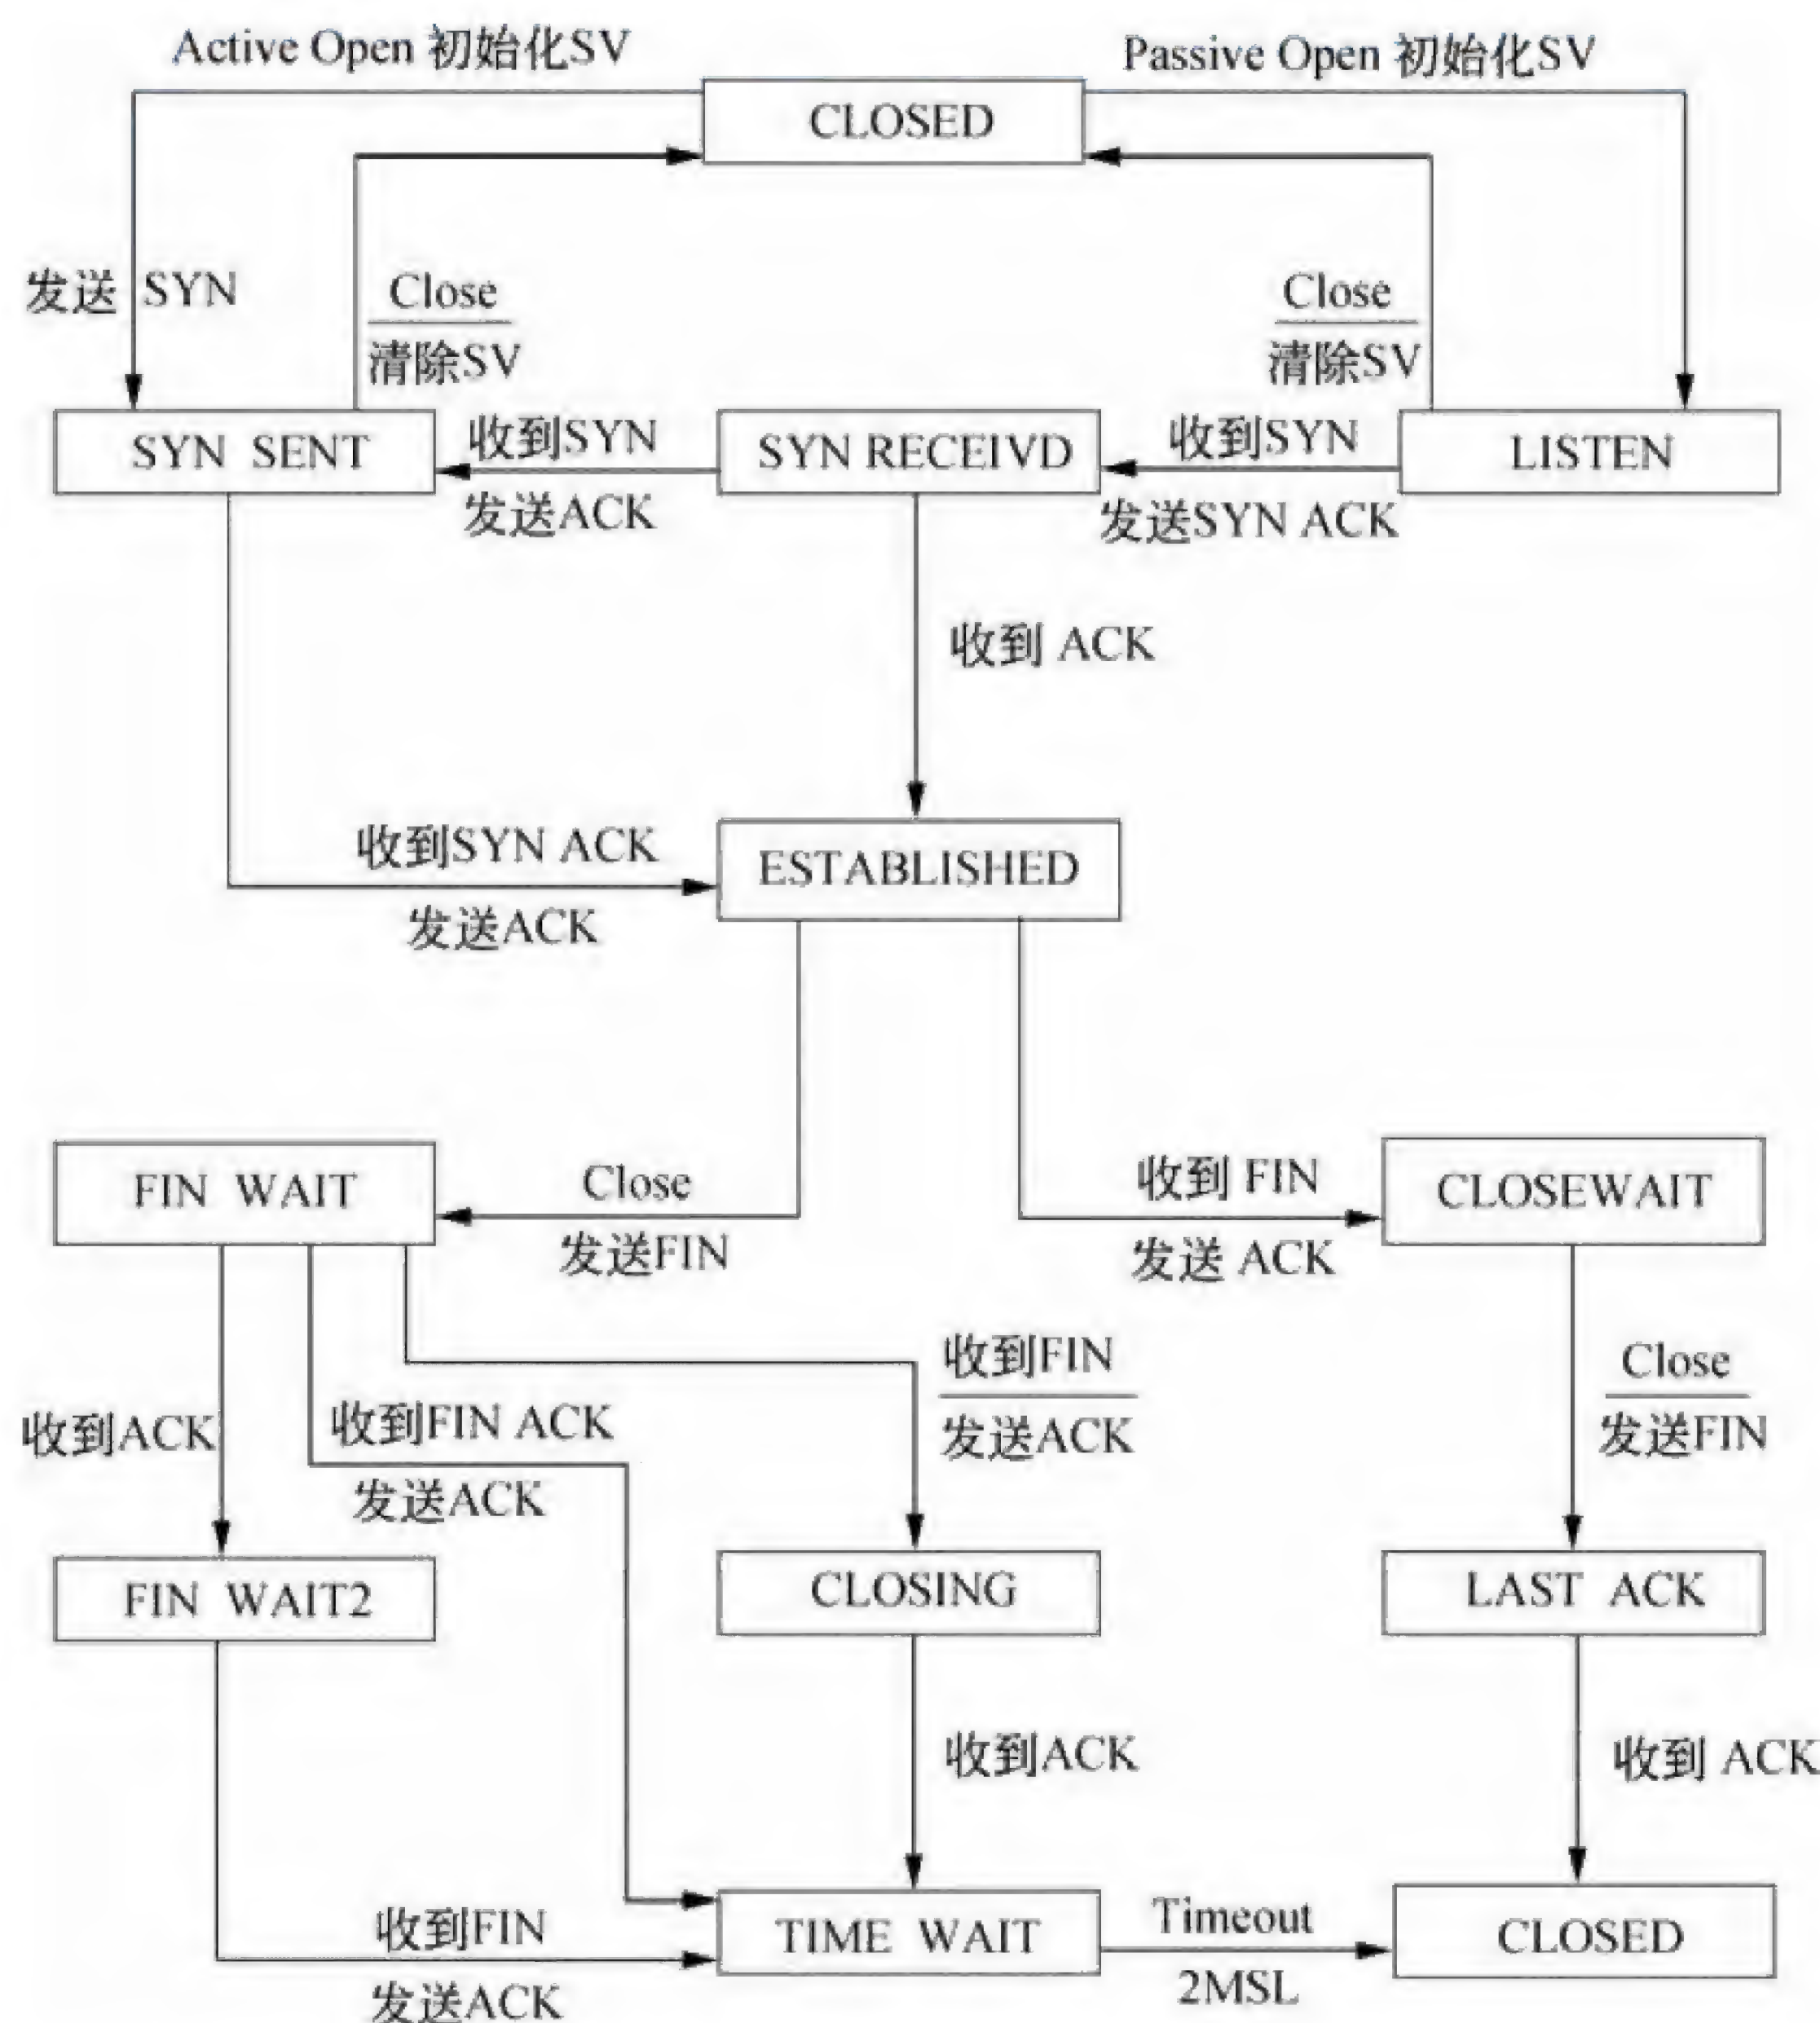 Active Open 初始化SV
Passive Open 初始化SV
CLOSED
发送 SYN
Close
清除SV
Close
清除SV
SYN SENT
收到SYN
发送ACK
SYN RECEIVD
收到SYN
发送SYN ACK
LISTEN
收到 ACK
收到SYN ACK
发送ACK
ESTABLISHED
FIN WAIT
Close
发送FIN
收到 FIN
发送 ACK
CLOSEWAIT
收到ACK
收到FIN ACK
发送ACK
收到FIN
发送ACK
Close
发送FIN
FIN WAIT2
CLOSING
LAST ACK
收到ACK
收到 ACK
收到FIN
发送ACK
TIME WAIT
Timeout
2MSL
CLOSED